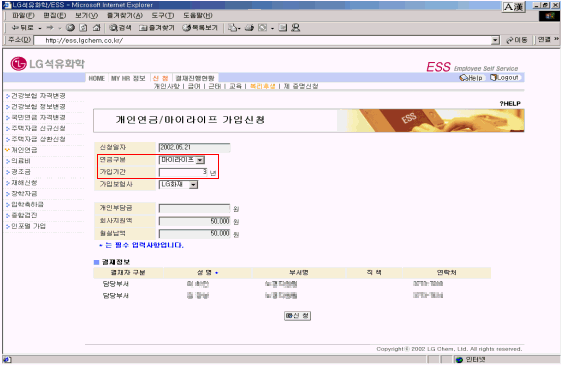 LG석유화학/ESS - Microsoft Internet Explorer
A漢
파일(F) 편집(E) 보기(V) 즐겨찾기(A) 도구(T) 도움말(H)
뒤로 검색 즐겨찾기 목록보기
주소(D) http://ess.lgchem.co.kr/ 이동 연결 »
LG석유화학
ESS Employee Self Service
HOME MY HR 정보 신 청 결재진행현황
Help Logout
개인사항 | 급여 | 근태 | 교육 | 복리후생 | 제 증명신청
건강보험 자격변경
건강보험 정보변경
국민연금 자격변경
주택자금 신규신청
주택자금 상환신청
개인연금
의료비
경조금
재해신청
장학자금
입학축하금
종합검진
인포멜 가입
?HELP
개인연금/마이라이프 가입신청
ESS
신청일자 2002.05.21
연금구분 마이라이프
가입기간 3 년
가입보험사 LG화재
개인부담금 원
회사지원액 50,000 원
월실납액 50,000 원
* 는 필수 입력사항입니다.
결재정보
결재자 구분 성 명 * 부서명 직 책 연락처
담당부서
담당부서
신 청
Copyright© 2002 LG Chem, Ltd. All rights reserved.
인터넷